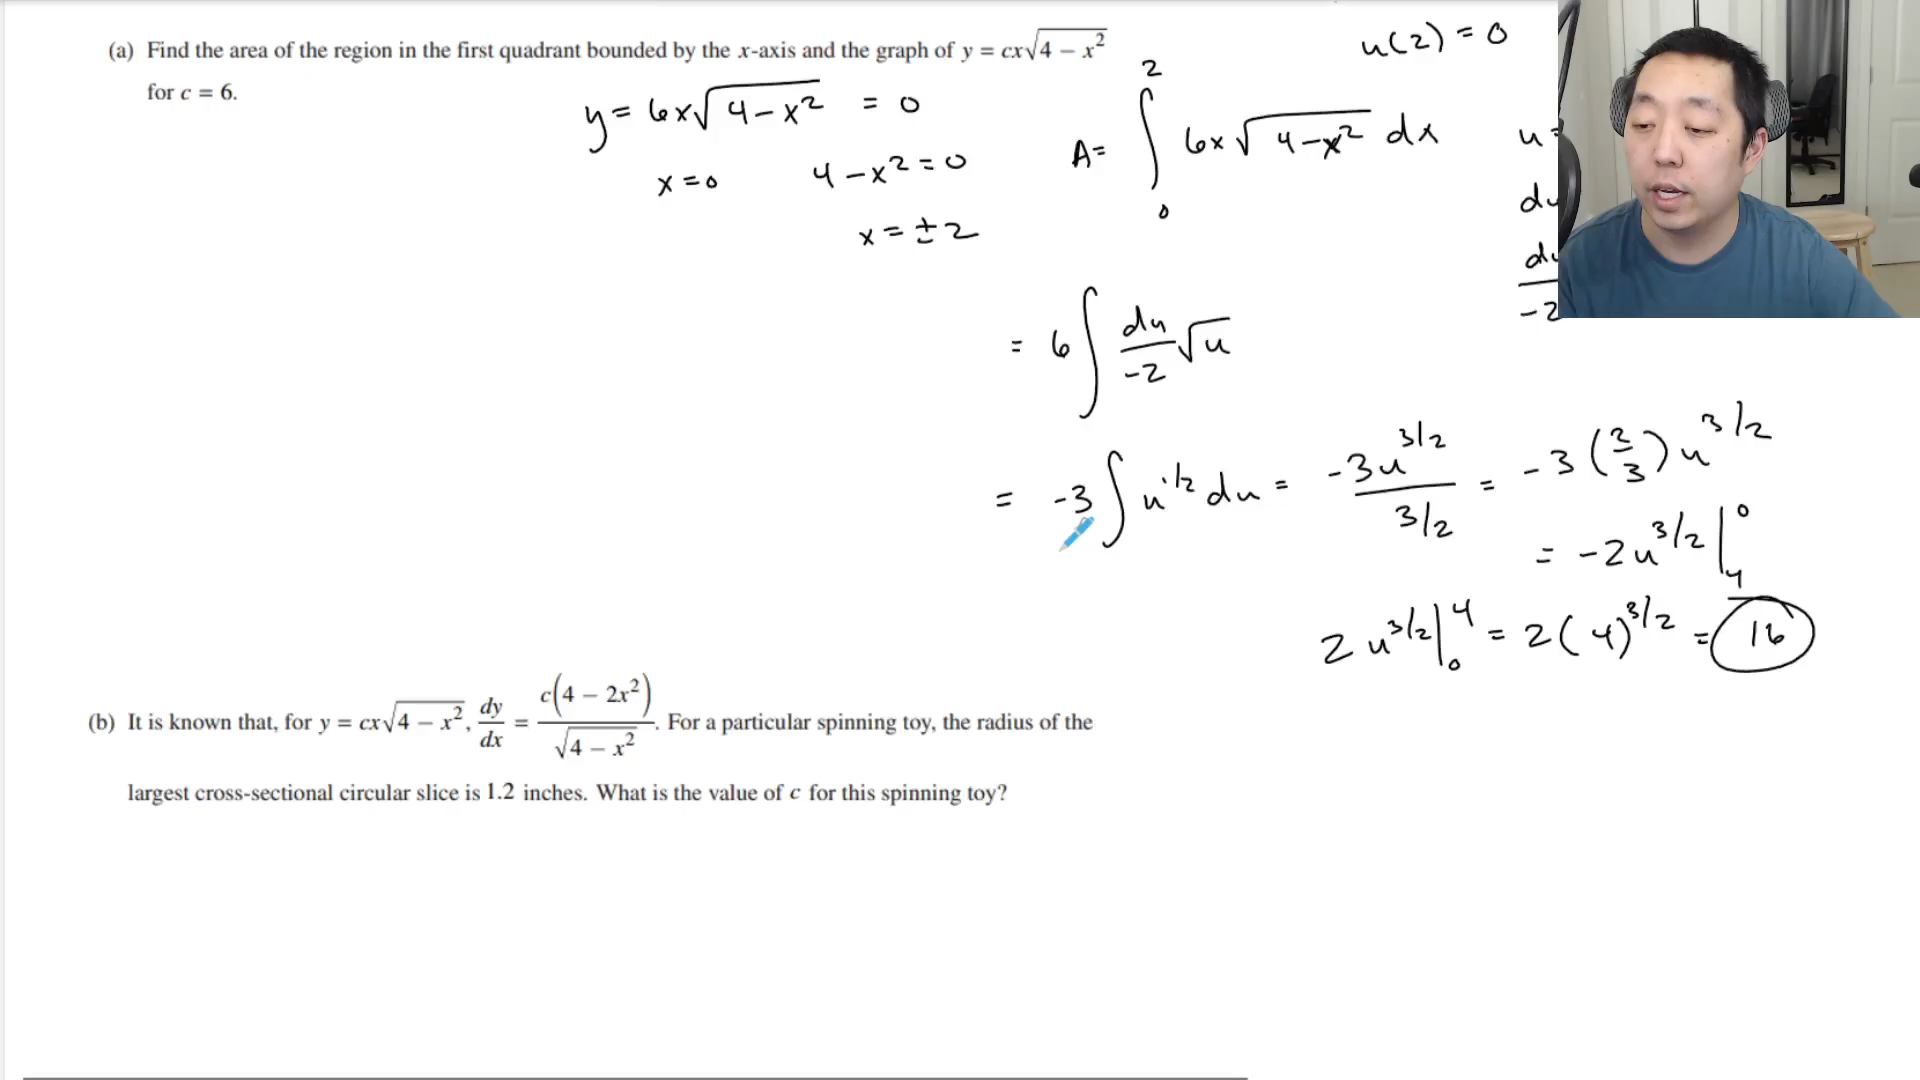 (a) Find the area of the region in the first quadrant bounded by the x-axis and the graph of y = cx√(4 − x²)
for c = 6.
y = 6x√(4−x²) = 0
x = 0
4 − x² = 0
x = ± 2
u(2) = 0
A = ∫₀² 6x√(4−x²) dx
u =
du
du/−2
= 6 ∫ du/−2 √u
= −3 ∫ u^(1/2) du = −3u^(3/2) / 3/2 = −3 (2/3) u^(3/2)
= −2u^(3/2) |₄⁰
2u^(3/2) |₀⁴ = 2(4)^(3/2) = 16
(b) It is known that, for y = cx√(4 − x²), dy/dx = c(4 − 2x²)/√(4 − x²). For a particular spinning toy, the radius of the
largest cross-sectional circular slice is 1.2 inches. What is the value of c for this spinning toy?